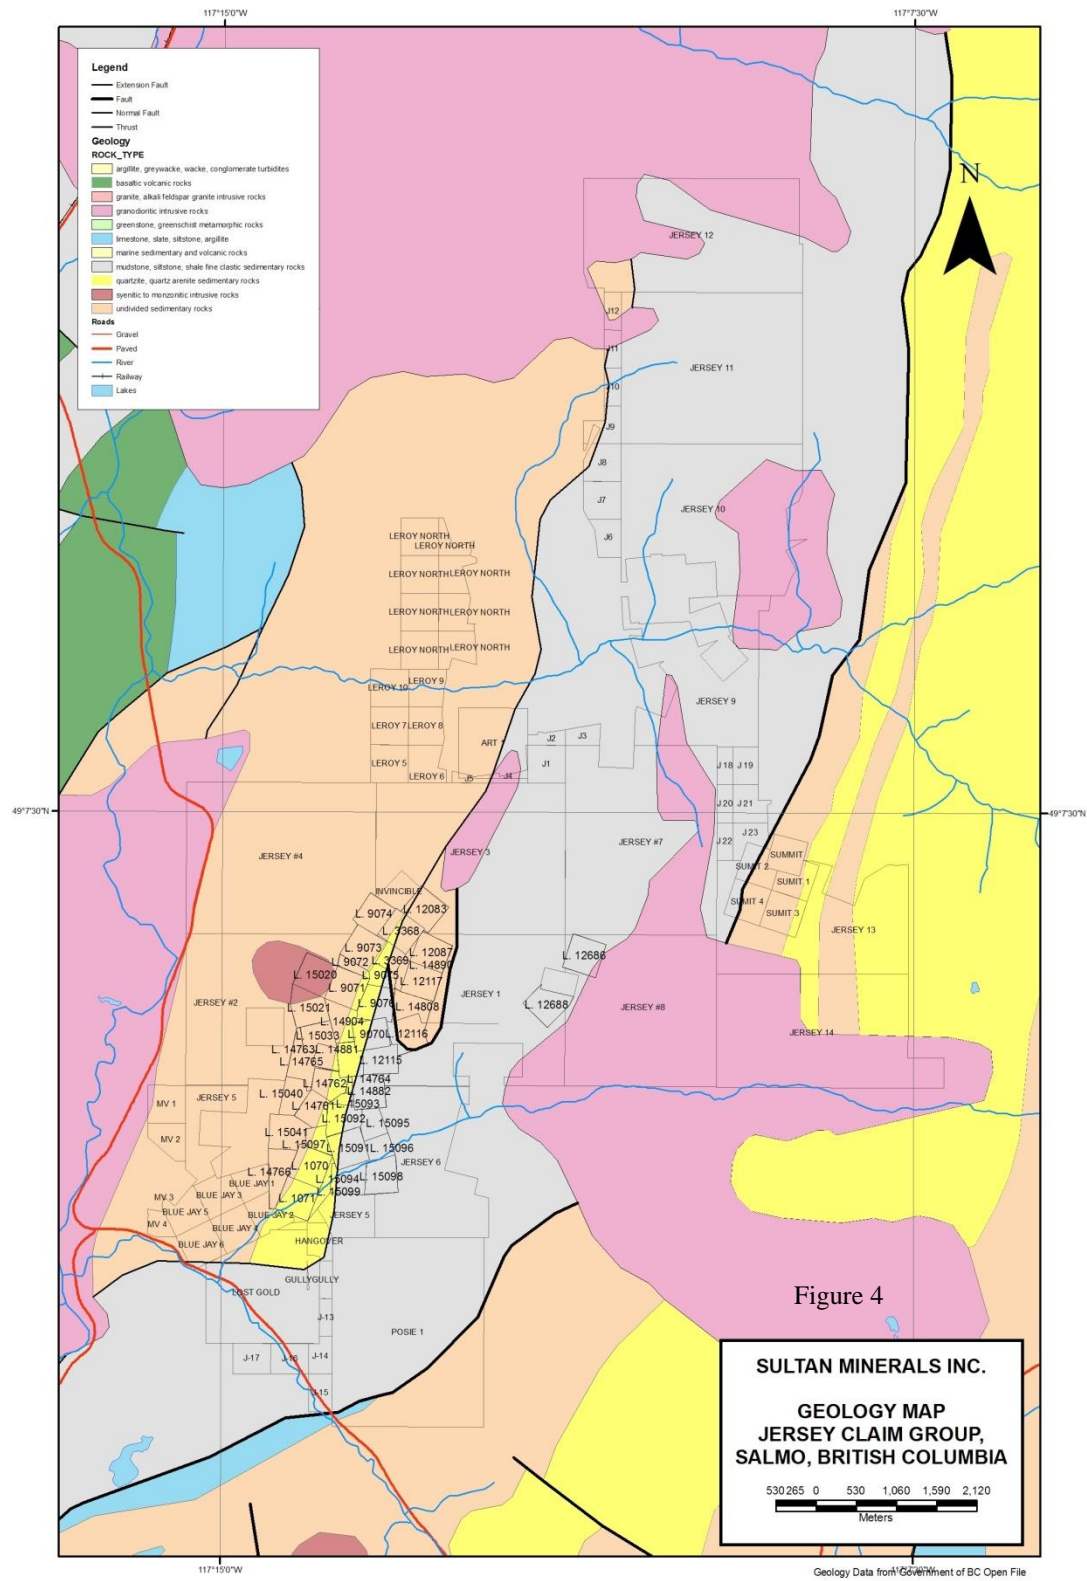 117°15'0"W
117°7'30"W
Legend
Extension Fault
Fault
Normal Fault
Thrust
Geology
ROCK_TYPE
argillite, greywacke, wacke, conglomerate turbidites
basaltic volcanic rocks
granite, alkali feldspar granite intrusive rocks
granodioritic intrusive rocks
greenstone, greenschist metamorphic rocks
limestone, slate, siltstone, argillite
marine sedimentary and volcanic rocks
mudstone, siltstone, shale fine clastic sedimentary rocks
quartzite, quartz arenite sedimentary rocks
syenitic to monzonitic intrusive rocks
undivided sedimentary rocks
Roads
Gravel
Paved
River
Railway
Lakes
N
JERSEY 12
J12
J11
JERSEY 11
J10
J9
J8
J7
JERSEY 10
J6
LEROY NORTH
LEROY NORTH
LEROY NORTH
LEROY NORTH
LEROY NORTH
LEROY NORTH
LEROY NORTH
LEROY NORTH
LEROY 9
LEROY 10
JERSEY 9
LEROY 7
LEROY 8
ART 1
J2
J3
J1
LEROY 5
LEROY 6
J5
J4
J 18
J 19
J 20
J 21
J 22
J 23
49°7'30"N
49°7'30"N
JERSEY #4
JERSEY 3
JERSEY #7
SUMMIT
SUMIT 2
SUMIT 1
SUMIT 4
SUMIT 3
JERSEY 13
INVINCIBLE
L. 12083
L. 9074
L. 3368
L. 9073
L. 12087
L. 9072
L. 3369
L. 1489
L. 15020
L. 9075
L. 12117
L. 9071
L. 12686
JERSEY #2
JERSEY 1
L. 12688
JERSEY #8
L. 15021
L. 9076
L. 14808
L. 14904
L. 15033
L. 9070
L. 12116
JERSEY 14
L. 14763
L. 14881
L. 14765
L. 12115
L. 14764
L. 14762
L. 14882
L. 15040
JERSEY 5
MV 1
L. 14761
L. 15093
L. 15092
L. 15095
MV 2
L. 15041
L. 15097
L. 15091
L. 15096
JERSEY 6
L. 14766
L. 1070
L. 15094
L. 15098
BLUE JAY 1
L. 15099
MV 3
BLUE JAY 3
L. 1071
BLUE JAY 5
BLUE JAY 2
JERSEY 5
MV 4
BLUE JAY 4
BLUE JAY 6
HANGOVER
GULLYGULLY
LOST GOLD
J-13
POSIE 1
J-17
J-16
J-14
J-15
Figure 4
SULTAN MINERALS INC.
GEOLOGY MAP
JERSEY CLAIM GROUP,
SALMO, BRITISH COLUMBIA
530 265 0 530 1,060 1,590 2,120
Meters
117°15'0"W
117°7'30"W
Geology Data from Government of BC Open File